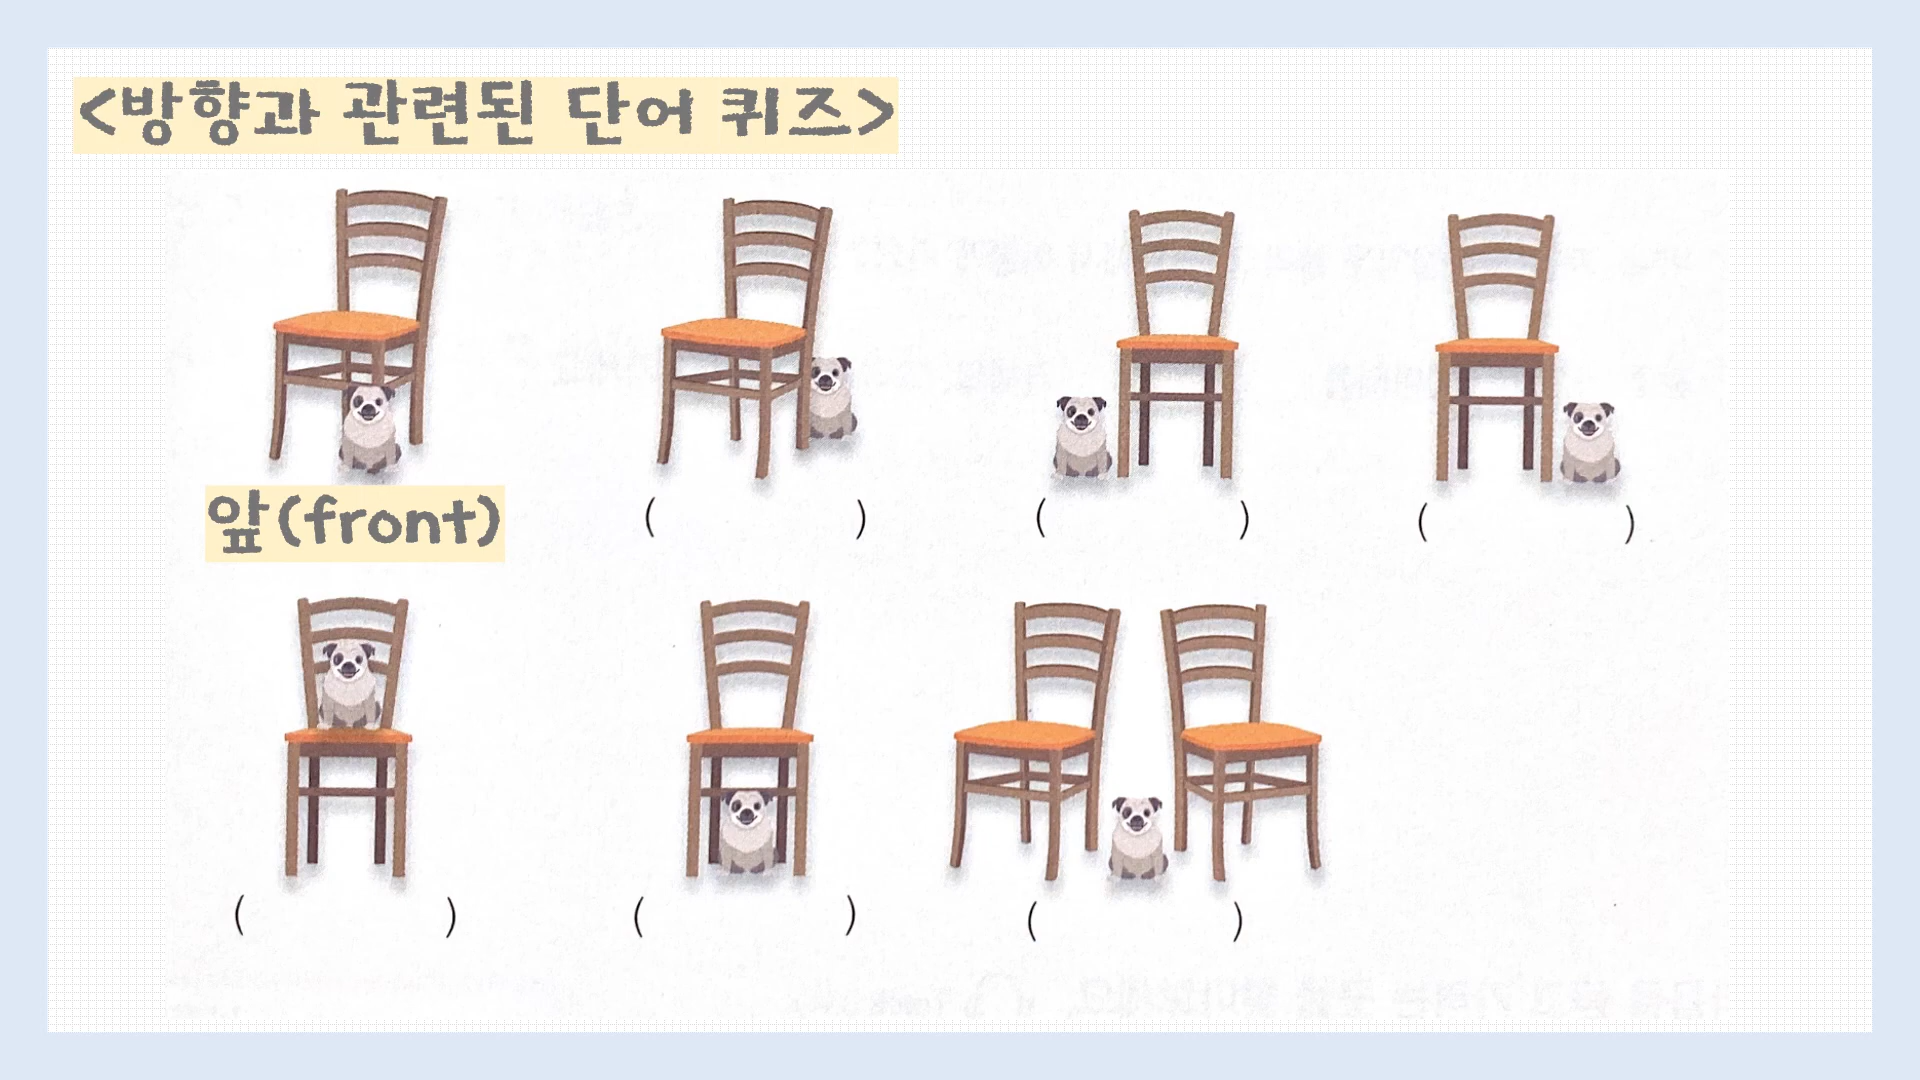 <방향과 관련된 단어 퀴즈>
앞(front)
( ) ( ) ( )
( ) ( ) ( )